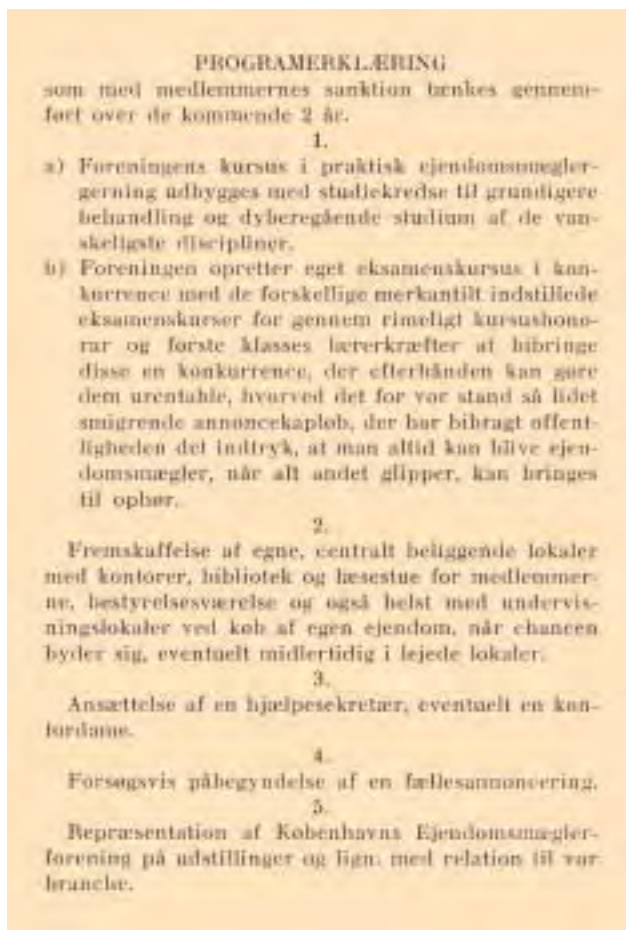 PROGRAMERKLÆRING
som med medlemmernes sanktion tænkes gennem-
ført over de kommende 2 år.
1.
a) Foreningens kursus i praktisk ejendomsmægler-
gerning udbygges med studiekredse til grundigere
behandling og dyberegående studium af de van-
skeligste discipliner.
b) Foreningen opretter eget eksamenskursus i kon-
kurrence med de forskellige merkantilt indstillede
eksamenskurser for gennem rimeligt kursushono-
rar og første klasses lærerkræfter at bibringe
disse en konkurrence, der efterhånden kan gøre
dem urentable, hvorved det for vor stand så lidet
smigrende annoncekapløb, der har bibragt offent-
ligheden det indtryk, at man altid kan blive ejen-
domsmægler, når alt andet glipper, kan bringes
til ophør.
2.
Fremskaffelse af egne, centralt beliggende lokaler
med kontorer, bibliotek og læsestue for medlemmer-
ne, bestyrelsesværelse og også helst med undervis-
ningslokaler ved køb af egen ejendom, når chancen
byder sig, eventuelt midlertidig i lejede lokaler.
3.
Ansættelse af en hjælpesekretær, eventuelt en kon-
tordame.
4.
Forsøgsvis påbegyndelse af en fællesannoncering.
5.
Repræsentation af Københavns Ejendomsmægler-
forening på udstillinger og lign. med relation til vor
branche.